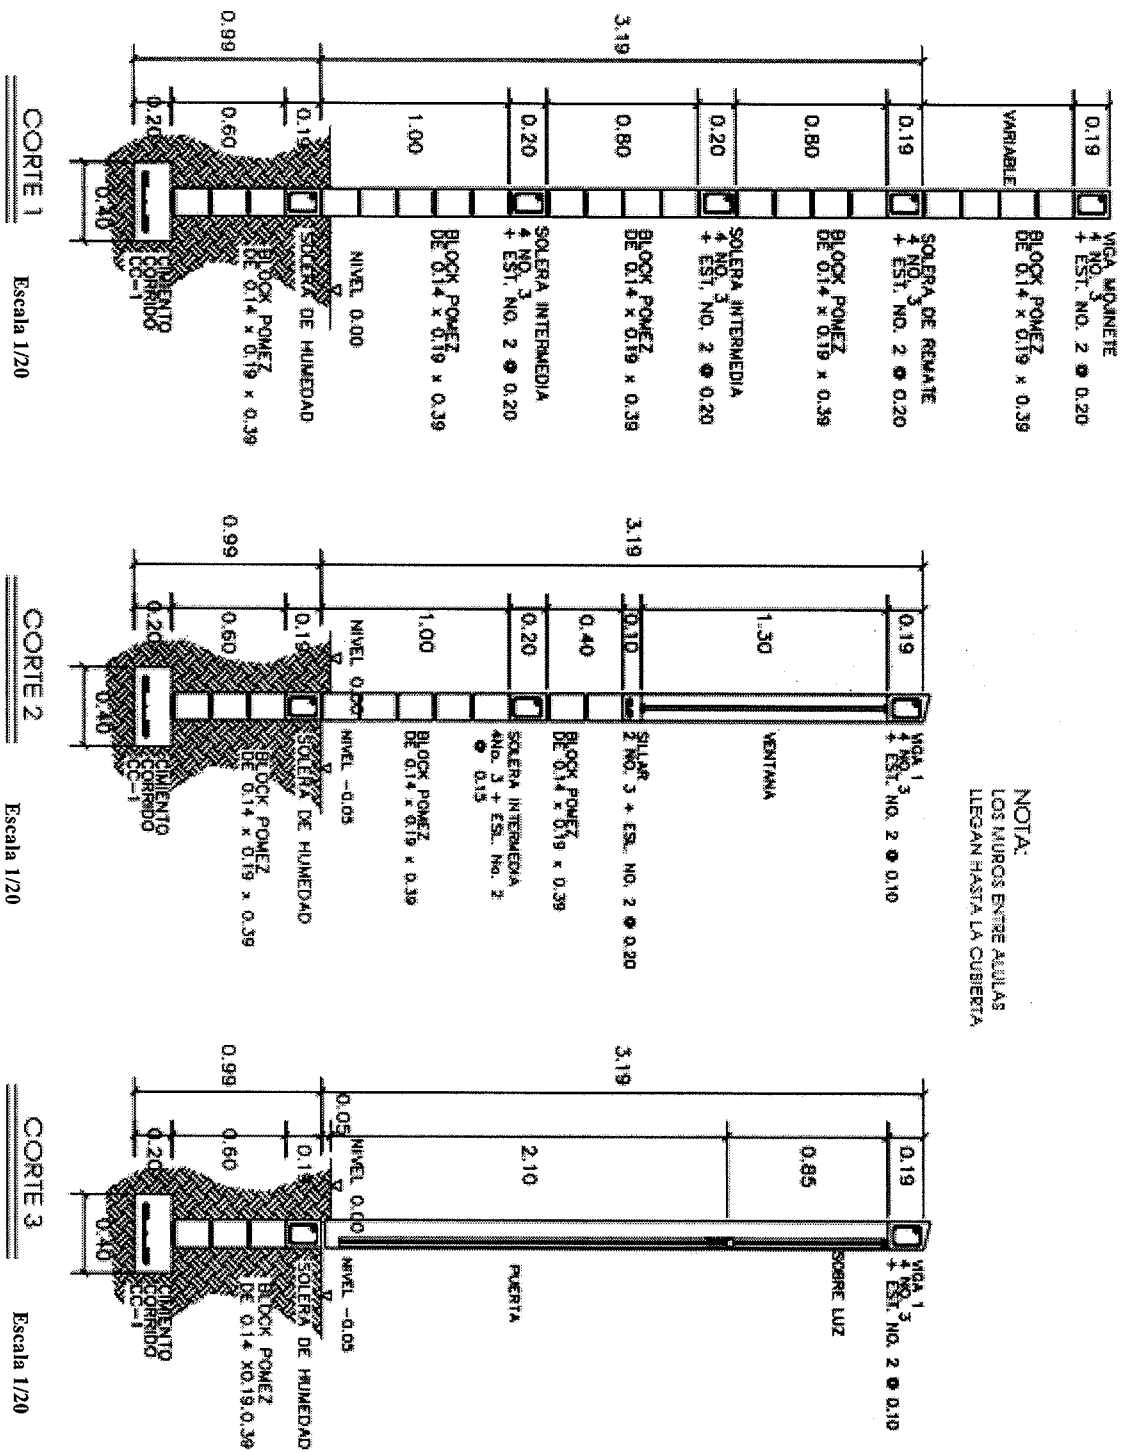 VIGA MOJINETE
4 NO. 3
+ EST. NO. 2 @ 0.20
BLOCK POMEZ
DE 0.14 x 0.19 x 0.39
SOLERA DE REMATE
4 NO. 3
+ EST. NO. 2 @ 0.20
BLOCK POMEZ
DE 0.14 x 0.19 x 0.39
SOLERA INTERMEDIA
4 NO. 3
+ EST. NO. 2 @ 0.20
BLOCK POMEZ
DE 0.14 x 0.19 x 0.39
SOLERA INTERMEDIA
4 NO. 3
+ EST. NO. 2 @ 0.20
BLOCK POMEZ
DE 0.14 x 0.19 x 0.39
NIVEL 0.00
SOLERA DE HUMEDAD
BLOCK POMEZ
DE 0.14 x 0.19 x 0.39
CIMIENTO
CORRIDO
CC-1
0.19
VARIABLE
0.19
0.80
0.20
0.80
0.20
1.00
0.19
0.60
0.20
0.40
3.19
0.99
CORTE 1
Escala 1/20
NOTA:
LOS MUROS ENTRE AULAS
LLEGAN HASTA LA CUBIERTA
VIGA 1
4 NO. 3
+ EST. NO. 2 @ 0.10
VENTANA
SILLAR
2 NO. 3 + ESL. NO. 2 @ 0.20
BLOCK POMEZ
DE 0.14 x 0.19 x 0.39
SOLERA INTERMEDIA
4No. 3 + ESL. No. 2
@ 0.15
BLOCK POMEZ
DE 0.14 x 0.19 x 0.39
NIVEL 0.00
NIVEL -0.05
SOLERA DE HUMEDAD
BLOCK POMEZ
DE 0.14 x 0.19 x 0.39
CIMIENTO
CORRIDO
CC-1
0.19
1.30
0.10
0.40
0.20
1.00
0.19
0.60
0.20
0.40
3.19
0.99
CORTE 2
Escala 1/20
VIGA 1
4 NO. 3
+ EST. NO. 2 @ 0.10
SOBRE LUZ
PUERTA
NIVEL 0.00
NIVEL -0.05
SOLERA DE HUMEDAD
BLOCK POMEZ
DE 0.14 X0.19.0.39
CIMIENTO
CORRIDO
CC-1
0.19
0.85
2.10
0.05
0.19
0.60
0.20
0.40
3.19
0.99
CORTE 3
Escala 1/20